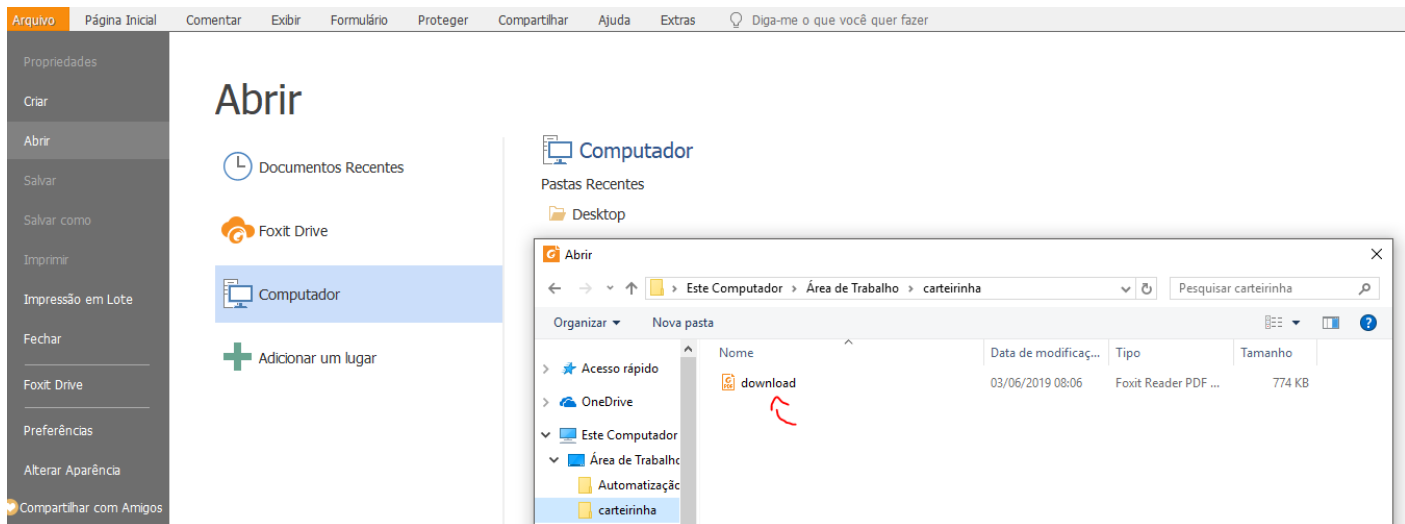 Arquivo Página Inicial Comentar Exibir Formulário Proteger Compartilhar Ajuda Extras Diga-me o que você quer fazer
Propriedades
Criar
Abrir
Salvar
Salvar como
Imprimir
Impressão em Lote
Fechar
Foxit Drive
Preferências
Alterar Aparência
Compartilhar com Amigos
Abrir
Documentos Recentes
Foxit Drive
Computador
Adicionar um lugar
Computador
Pastas Recentes
Desktop
Abrir
Este Computador > Área de Trabalho > carteirinha Pesquisar carteirinha
Organizar Nova pasta
Nome Data de modificaç... Tipo Tamanho
download 03/06/2019 08:06 Foxit Reader PDF ... 774 KB
Acesso rápido
OneDrive
Este Computador
Área de Trabalho
Automatizaçãc
carteirinha